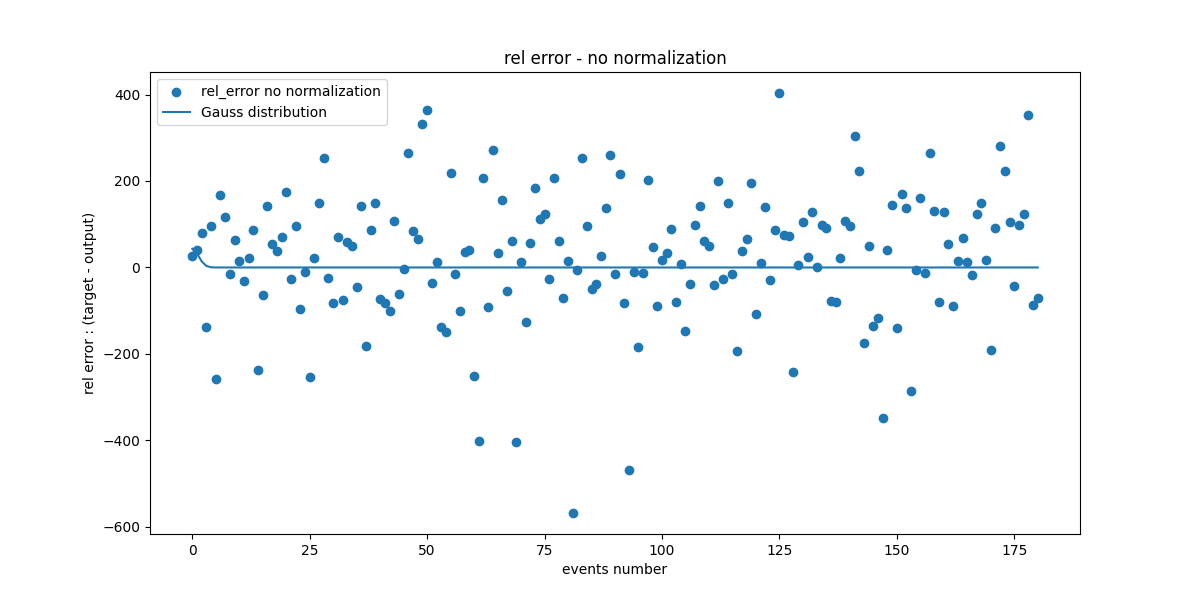 rel error - no normalization
rel_error no normalization
Gauss distribution
400
200
0
−200
−400
−600
rel error : (target - output)
0 25 50 75 100 125 150 175
events number